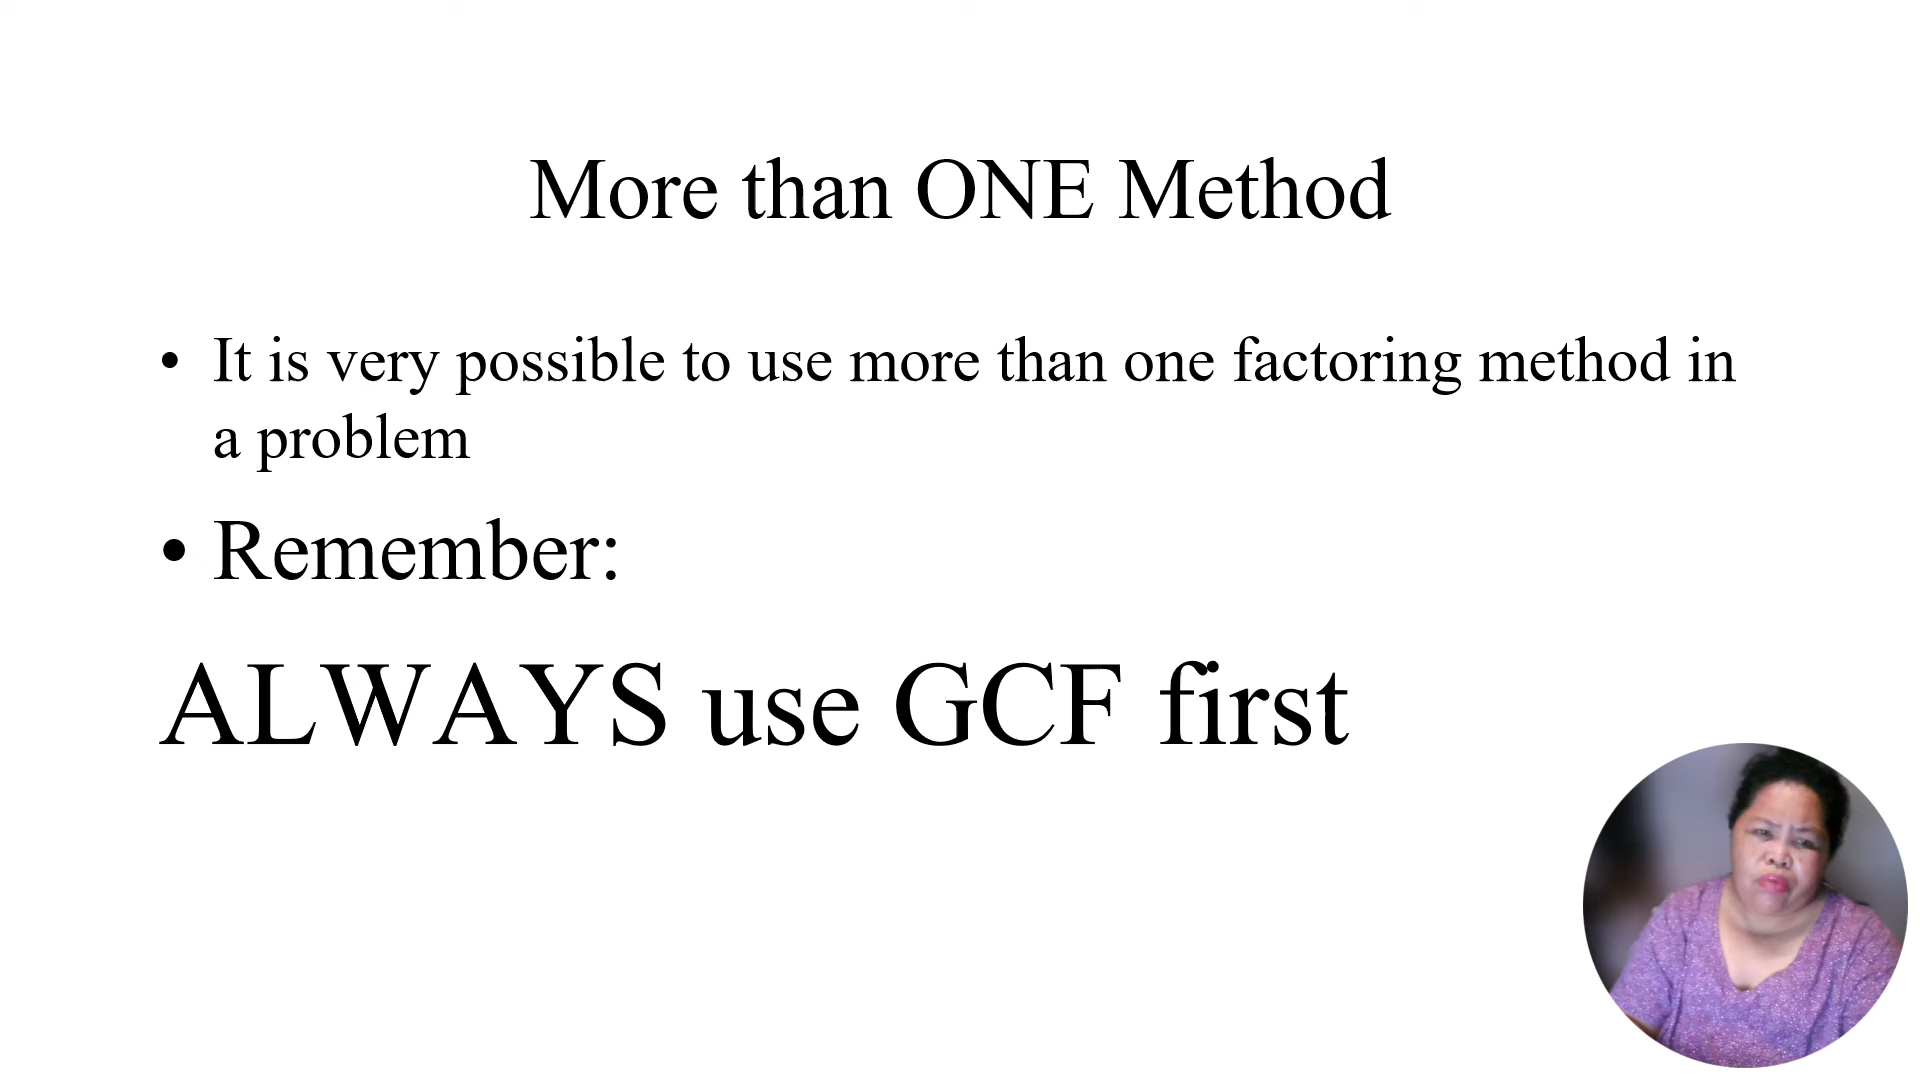 More than ONE Method
• It is very possible to use more than one factoring method in
a problem
• Remember:
ALWAYS use GCF first